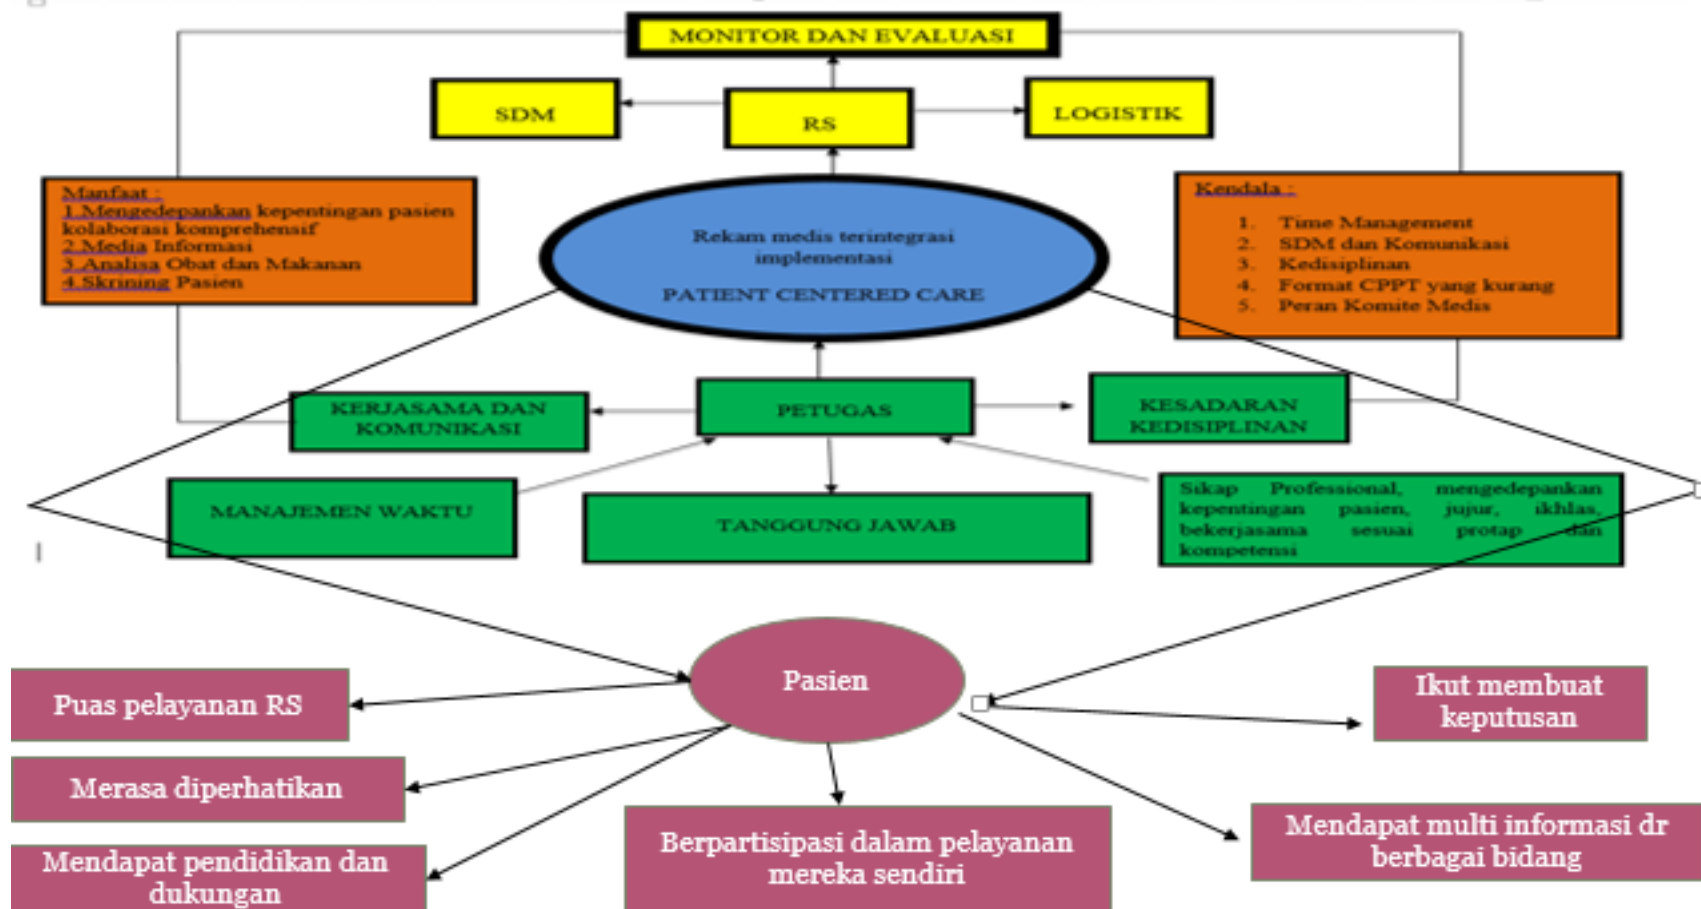 MONITOR DAN EVALUASI
SDM
RS
LOGISTIK
Manfaat :
1.Mengedepankan kepentingan pasien
kolaborasi komprehensif
2.Media Informasi
3.Analisa Obat dan Makanan
4.Skrining Pasien
Rekam medis terintegrasi
implementasi
PATIENT CENTERED CARE
Kendala :
1. Time Management
2. SDM dan Komunikasi
3. Kedisiplinan
4. Format CPPT yang kurang
5. Peran Komite Medis
KERJASAMA DAN
KOMUNIKASI
PETUGAS
KESADARAN
KEDISIPLINAN
MANAJEMEN WAKTU
TANGGUNG JAWAB
Sikap Professional, mengedepankan
kepentingan pasien, jujur, ikhlas,
bekerjasama sesuai protap dan
kompetensi
Pasien
Puas pelayanan RS
Merasa diperhatikan
Mendapat pendidikan dan
dukungan
Berpartisipasi dalam pelayanan
mereka sendiri
Ikut membuat
keputusan
Mendapat multi informasi dr
berbagai bidang